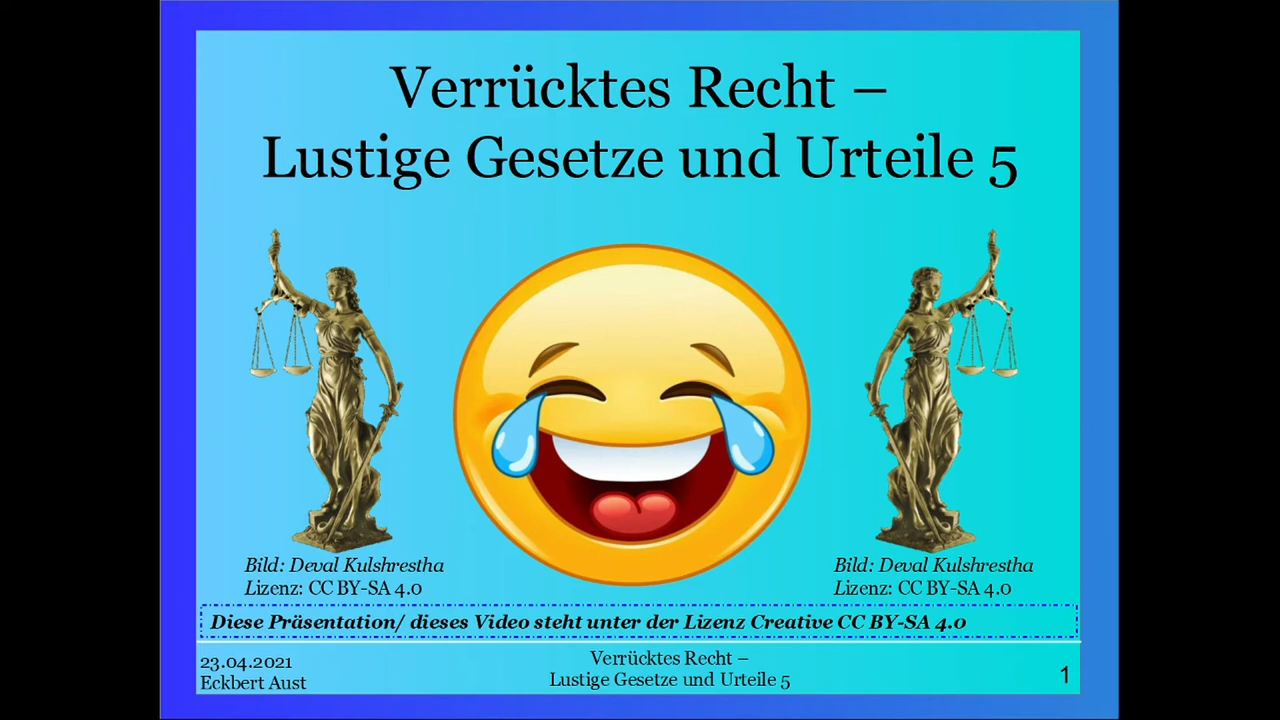 Verrücktes Recht –
Lustige Gesetze und Urteile 5
Bild: Deval Kulshrestha
Lizenz: CC BY-SA 4.0
Bild: Deval Kulshrestha
Lizenz: CC BY-SA 4.0
Diese Präsentation/ dieses Video steht unter der Lizenz Creative CC BY-SA 4.0
23.04.2021
Eckbert Aust
Verrücktes Recht –
Lustige Gesetze und Urteile 5
1